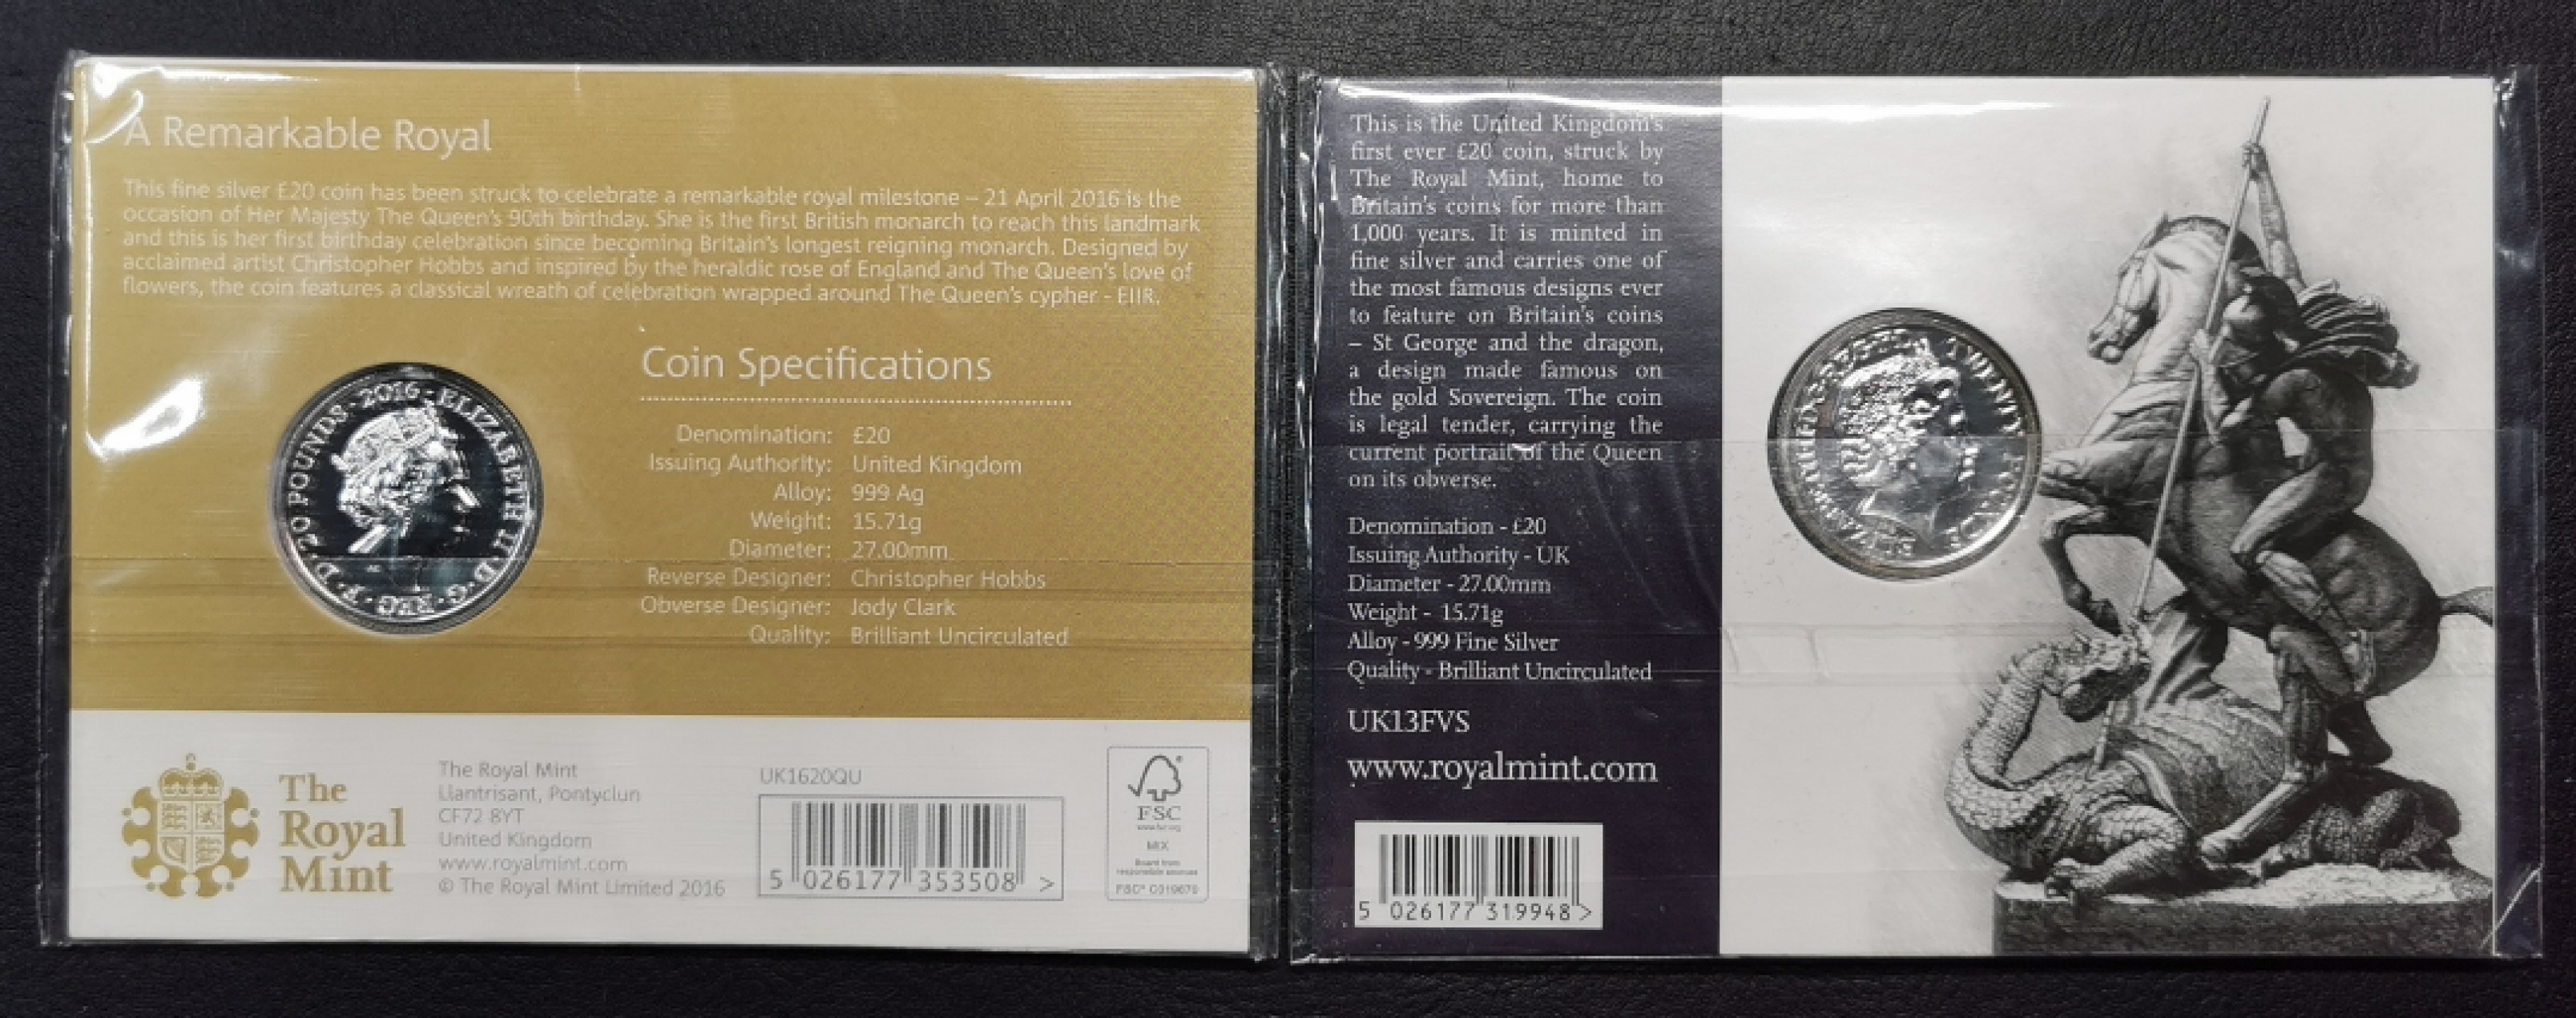 A Remarkable Royal
This fine silver £20 coin has been struck to celebrate a remarkable royal milestone – 21 April 2016 is the
occasion of Her Majesty The Queen's 90th birthday. She is the first British monarch to reach this landmark
and this is her first birthday celebration since becoming Britain's longest reigning monarch. Designed by
acclaimed artist Christopher Hobbs and inspired by the heraldic rose of England and The Queen's love of
flowers, the coin features a classical wreath of celebration wrapped around The Queen's cypher - EIIR.
20 POUNDS · 2016 · ELIZABETH II · D · G · REG · F · D ·
Coin Specifications
Denomination: £20
Issuing Authority: United Kingdom
Alloy: 999 Ag
Weight: 15.71g
Diameter: 27.00mm
Reverse Designer: Christopher Hobbs
Obverse Designer: Jody Clark
Quality: Brilliant Uncirculated
The
Royal
Mint
The Royal Mint
Llantrisant, Pontyclun
CF72 8YT
United Kingdom
www.royalmint.com
© The Royal Mint Limited 2016
UK1620QU
5 026177 353508 >
FSC
www.fsc.org
MIX
Board from
responsible sources
This is the United Kingdom's
first ever £20 coin, struck by
The Royal Mint, home to
Britain's coins for more than
1,000 years. It is minted in
fine silver and carries one of
the most famous designs ever
to feature on Britain's coins
– St George and the dragon,
a design made famous on
the gold Sovereign. The coin
is legal tender, carrying the
current portrait of the Queen
on its obverse.
Denomination - £20
Issuing Authority - UK
Diameter - 27.00mm
Weight - 15.71g
Alloy - 999 Fine Silver
Quality - Brilliant Uncirculated
UK13FVS
www.royalmint.com
5 026177 319948 >
TWENTY POUNDS